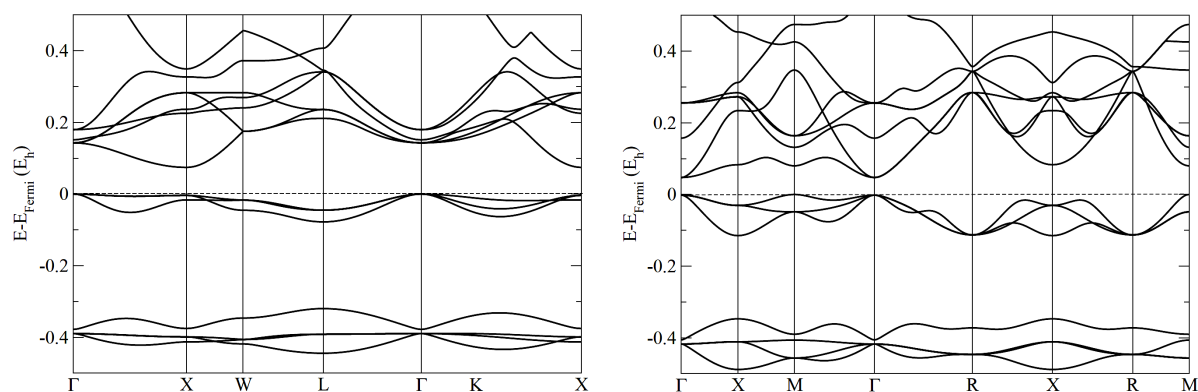 0.4
0.2
0
-0.2
-0.4
E-E_Fermi (E_h)
Γ X W L Γ K X
0.4
0.2
0
-0.2
-0.4
E-E_Fermi (E_h)
Γ X M Γ R X R M